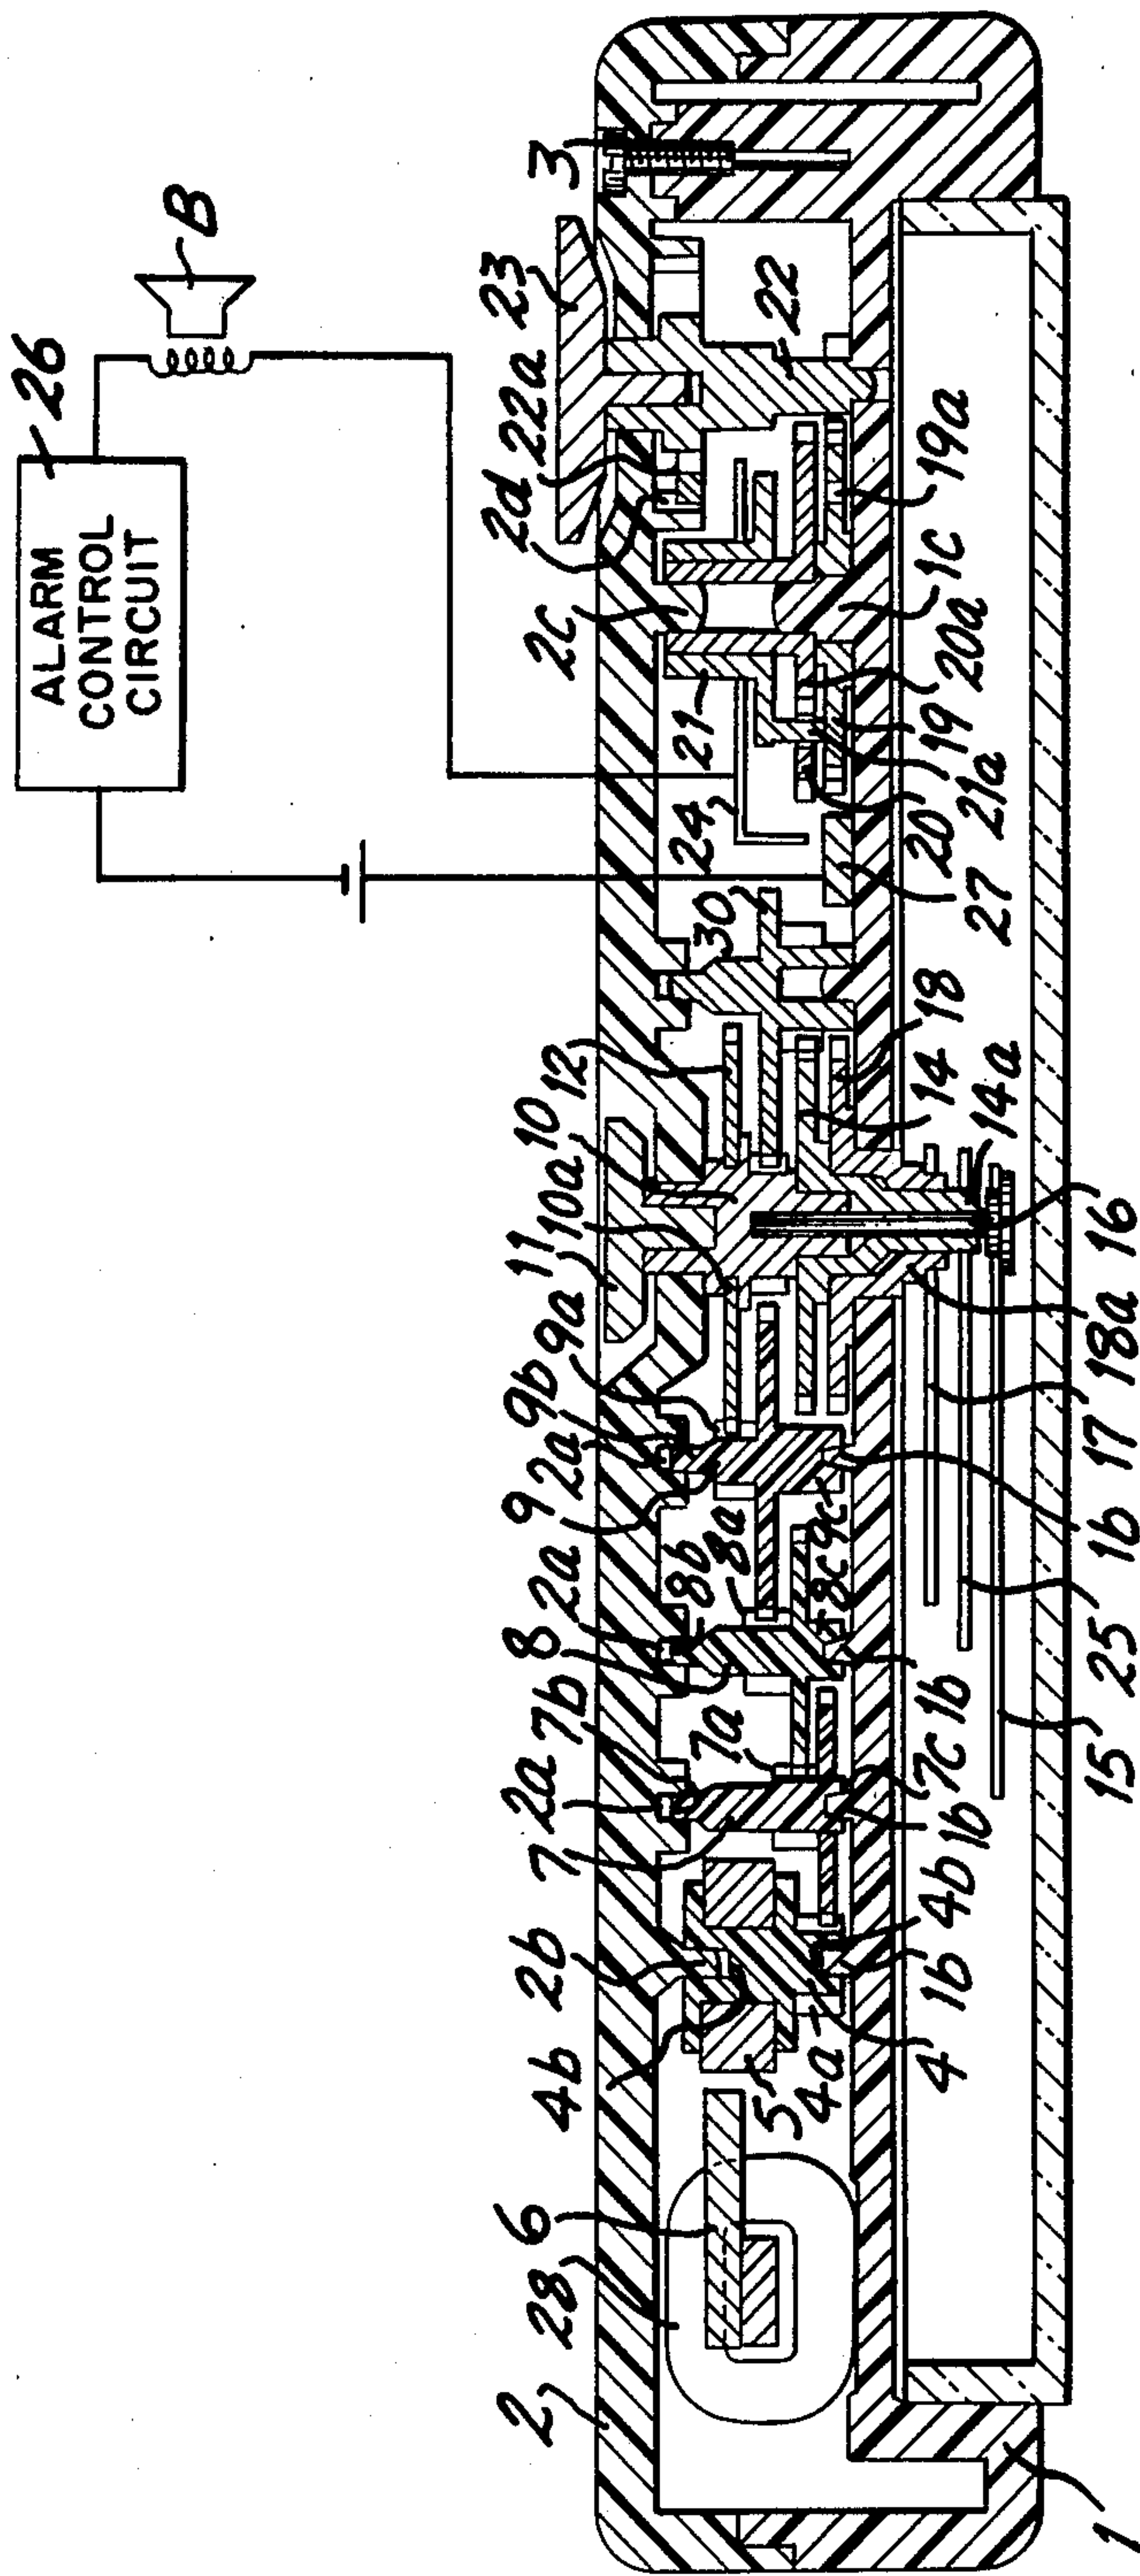 ALARM
CONTROL
CIRCUIT
26
B
3
23
22a
2d
2c
22
19a
1c
20a
19
21a
20
27
21
24
30
12
10
10a
11
9a
9b
2a
9
2a
8b
8
8a
9c
8c
2a
7b
7
7a
7c
2b
4b
5
4a
4
1b
4b
1b
1b
1b
14
18
14a
16
18a
17
25
15
6
28
2
1